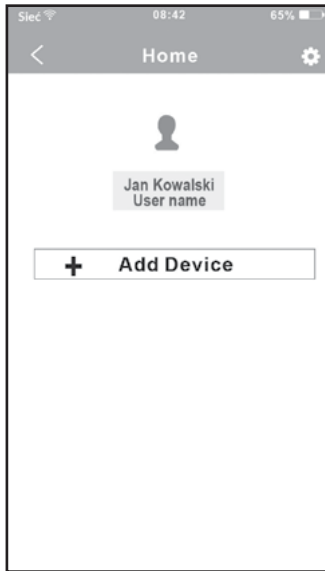 Sieć 08:42 65%
Home
Jan Kowalski
User name
+ Add Device